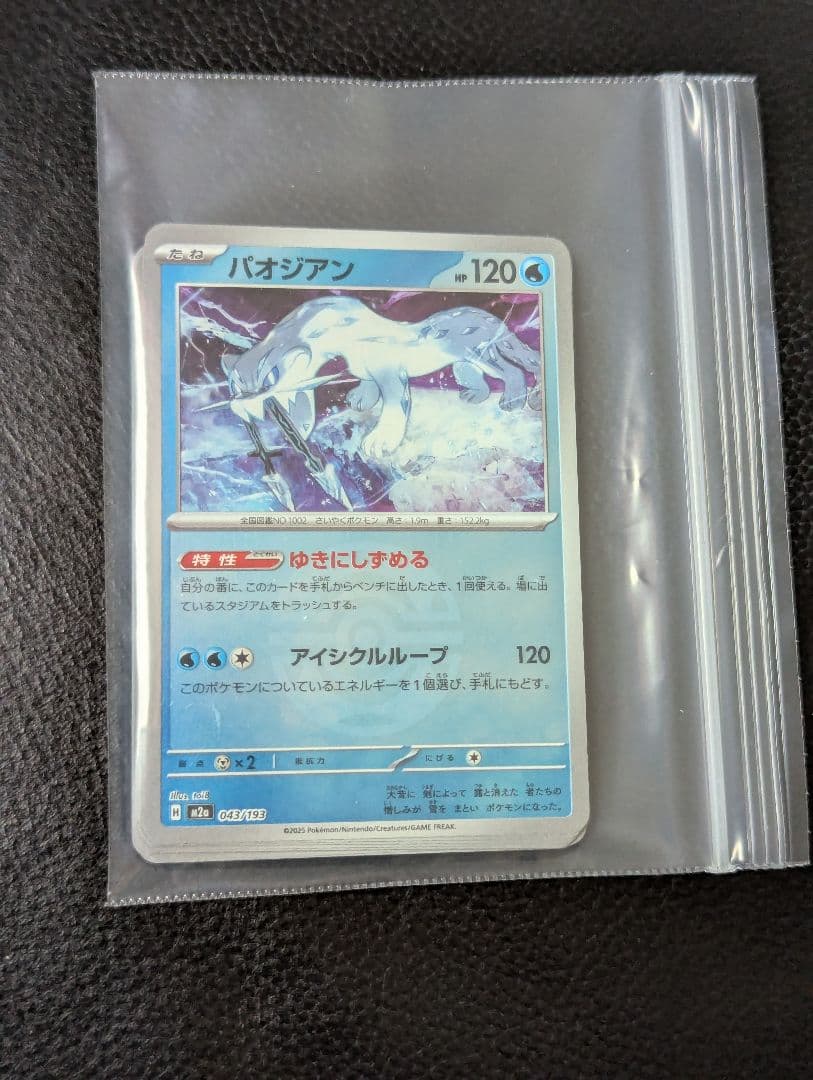 たね
パオジアン
HP 120
全国図鑑NO.1002 さいやくポケモン 高さ:1.9m 重さ:152.2kg
特性 ゆきにしずめる
自分の番に、このカードを手札からベンチに出したとき、1回使える。場に出
ているスタジアムをトラッシュする。
アイシクルループ 120
このポケモンについているエネルギーを1個選び、手札にもどす。
弱点 ×2 抵抗力 にげる
Illus. toi8
大昔に 剣によって 露と消えた 者たちの
憎しみが 雪を まとい ポケモンになった。
H M2a 043/193
©2025 Pokémon/Nintendo/Creatures/GAME FREAK.